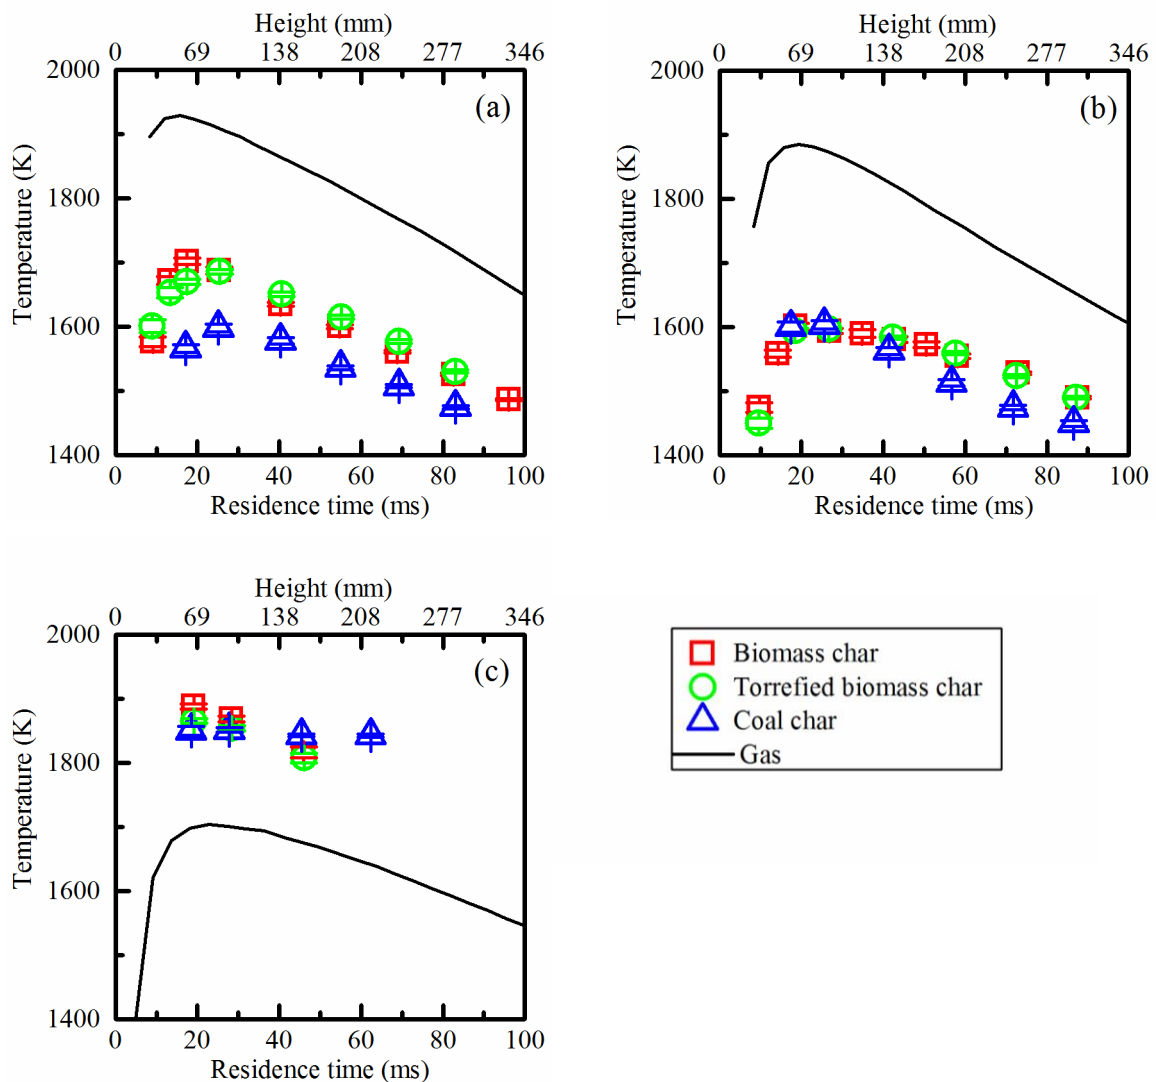 Height (mm)
0 69 138 208 277 346
2000
1800
1600
1400
Temperature (K)
(a)
0 20 40 60 80 100
Residence time (ms)
Height (mm)
0 69 138 208 277 346
2000
1800
1600
1400
Temperature (K)
(b)
0 20 40 60 80 100
Residence time (ms)
Height (mm)
0 69 138 208 277 346
2000
1800
1600
1400
Temperature (K)
(c)
0 20 40 60 80 100
Residence time (ms)
Biomass char
Torrefied biomass char
Coal char
Gas